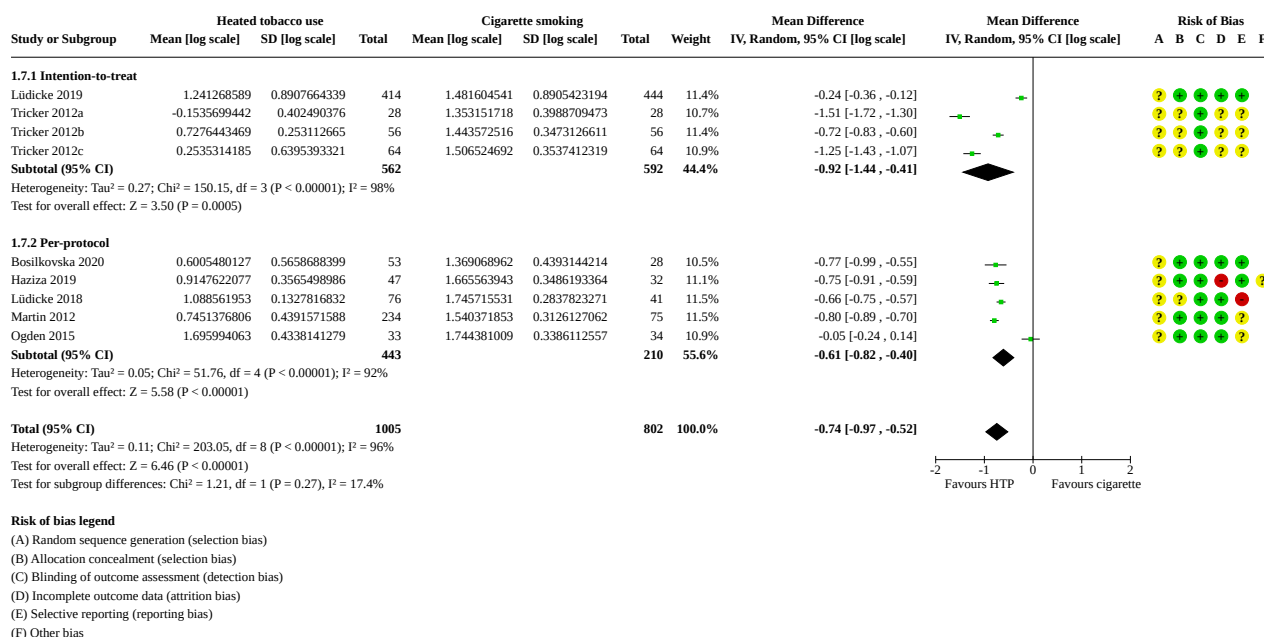 Heated tobacco use Cigarette smoking Mean Difference Mean Difference Risk of Bias
Study or Subgroup Mean [log scale] SD [log scale] Total Mean [log scale] SD [log scale] Total Weight IV, Random, 95% CI [log scale] IV, Random, 95% CI [log scale] A B C D E F
1.7.1 Intention-to-treat
Lüdicke 2019 1.241268589 0.8907664339 414 1.481604541 0.8905423194 444 11.4% -0.24 [-0.36 , -0.12] ? + + + +
Tricker 2012a -0.1535699442 0.402490376 28 1.353151718 0.3988709473 28 10.7% -1.51 [-1.72 , -1.30] ? ? + ? ?
Tricker 2012b 0.7276443469 0.253112665 56 1.443572516 0.3473126611 56 11.4% -0.72 [-0.83 , -0.60] ? ? + ? ?
Tricker 2012c 0.2535314185 0.6395393321 64 1.506524692 0.3537412319 64 10.9% -1.25 [-1.43 , -1.07] ? ? + ? ?
Subtotal (95% CI) 562 592 44.4% -0.92 [-1.44 , -0.41]
Heterogeneity: Tau² = 0.27; Chi² = 150.15, df = 3 (P < 0.00001); I² = 98%
Test for overall effect: Z = 3.50 (P = 0.0005)
1.7.2 Per-protocol
Bosilkovska 2020 0.6005480127 0.5658688399 53 1.369068962 0.4393144214 28 10.5% -0.77 [-0.99 , -0.55] ? + + + +
Haziza 2019 0.9147622077 0.3565498986 47 1.665563943 0.3486193364 32 11.1% -0.75 [-0.91 , -0.59] ? + + - + ?
Lüdicke 2018 1.088561953 0.1327816832 76 1.745715531 0.2837823271 41 11.5% -0.66 [-0.75 , -0.57] ? ? + + -
Martin 2012 0.7451376806 0.4391571588 234 1.540371853 0.3126127062 75 11.5% -0.80 [-0.89 , -0.70] ? + + + ?
Ogden 2015 1.695994063 0.4338141279 33 1.744381009 0.3386112557 34 10.9% -0.05 [-0.24 , 0.14] ? + + + ?
Subtotal (95% CI) 443 210 55.6% -0.61 [-0.82 , -0.40]
Heterogeneity: Tau² = 0.05; Chi² = 51.76, df = 4 (P < 0.00001); I² = 92%
Test for overall effect: Z = 5.58 (P < 0.00001)
Total (95% CI) 1005 802 100.0% -0.74 [-0.97 , -0.52]
Heterogeneity: Tau² = 0.11; Chi² = 203.05, df = 8 (P < 0.00001); I² = 96%
Test for overall effect: Z = 6.46 (P < 0.00001)
-2 -1 0 1 2
Test for subgroup differences: Chi² = 1.21, df = 1 (P = 0.27), I² = 17.4%
Favours HTP Favours cigarette
Risk of bias legend
(A) Random sequence generation (selection bias)
(B) Allocation concealment (selection bias)
(C) Blinding of outcome assessment (detection bias)
(D) Incomplete outcome data (attrition bias)
(E) Selective reporting (reporting bias)
(F) Other bias